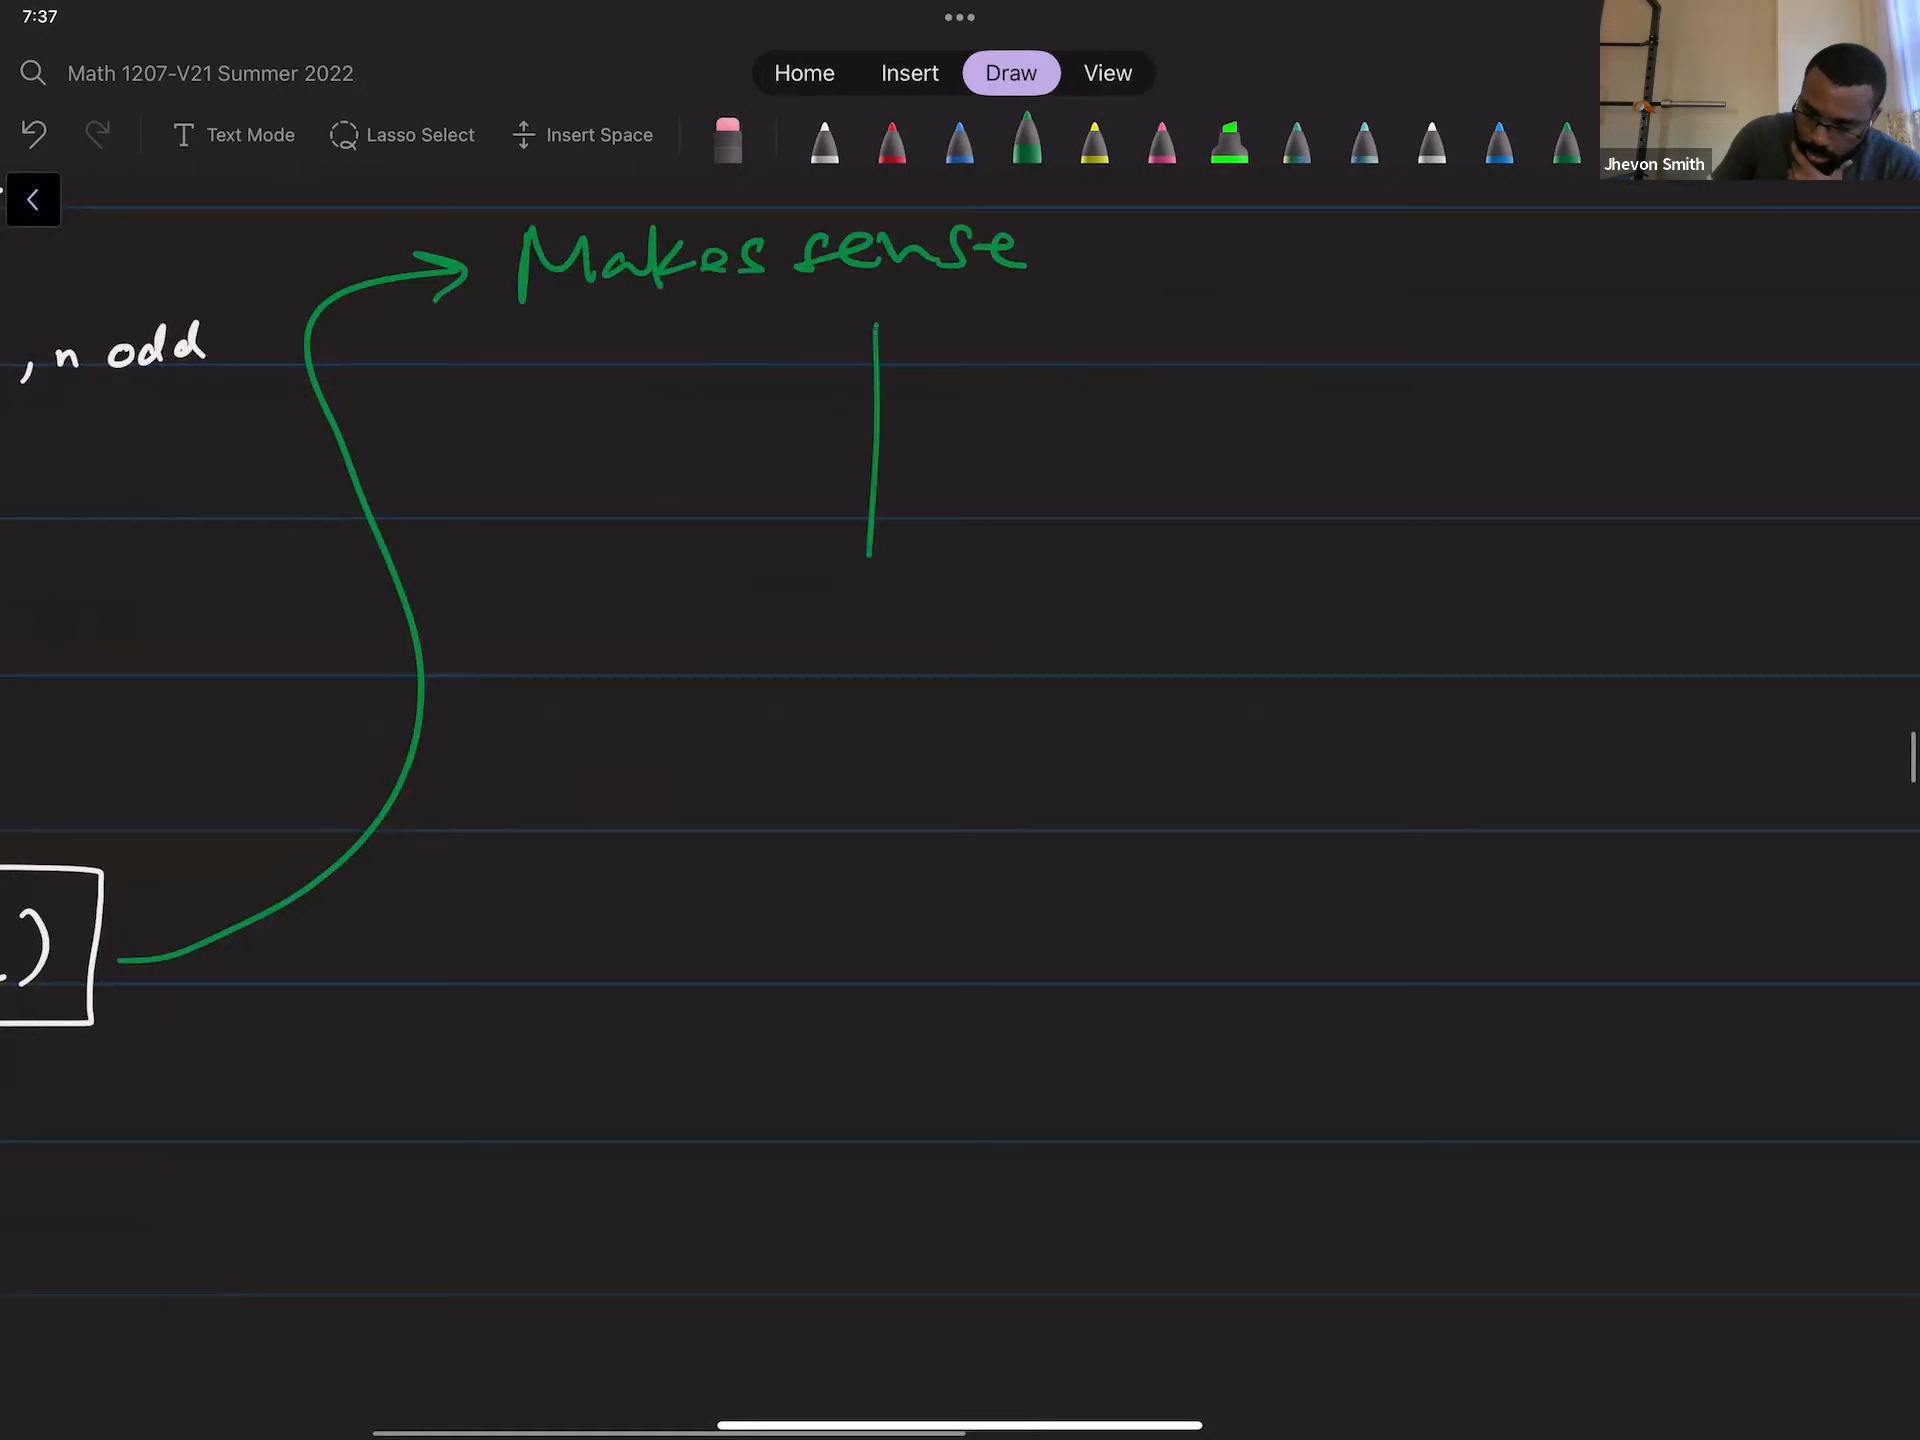 7:37
Math 1207-V21 Summer 2022
Home Insert Draw View
Text Mode Lasso Select Insert Space
Jhevon Smith
Makes sense
, n odd
)